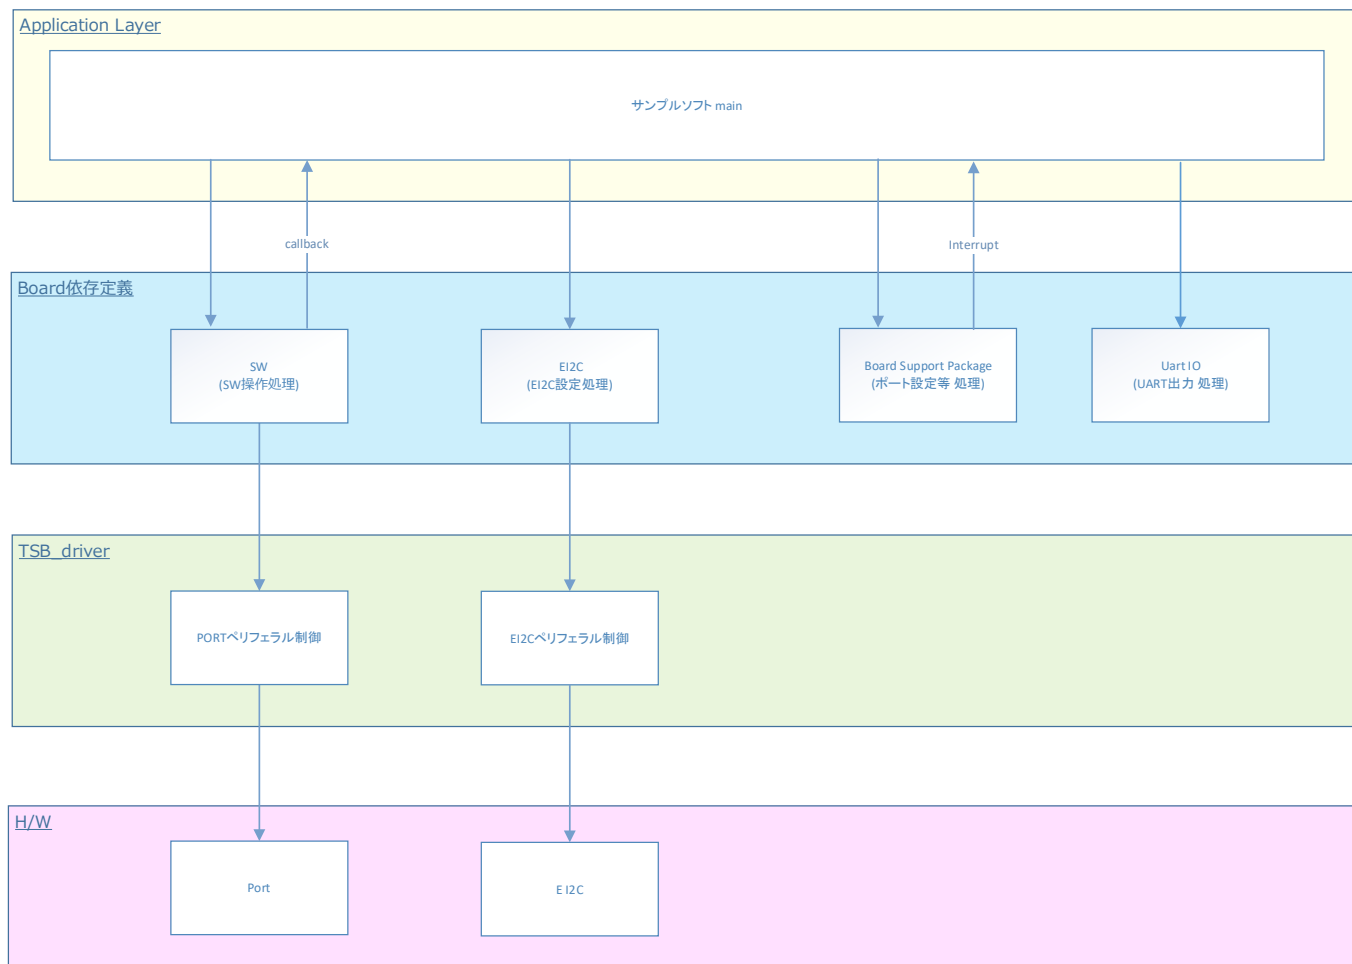 Application Layer
サンプルソフト main
callback
Interrupt
Board依存定義
SW
(SW操作処理)
EI2C
(EI2C設定処理)
Board Support Package
(ポート設定等 処理)
Uart IO
(UART出力 処理)
TSB_driver
PORTペリフェラル制御
EI2Cペリフェラル制御
H/W
Port
E I2C